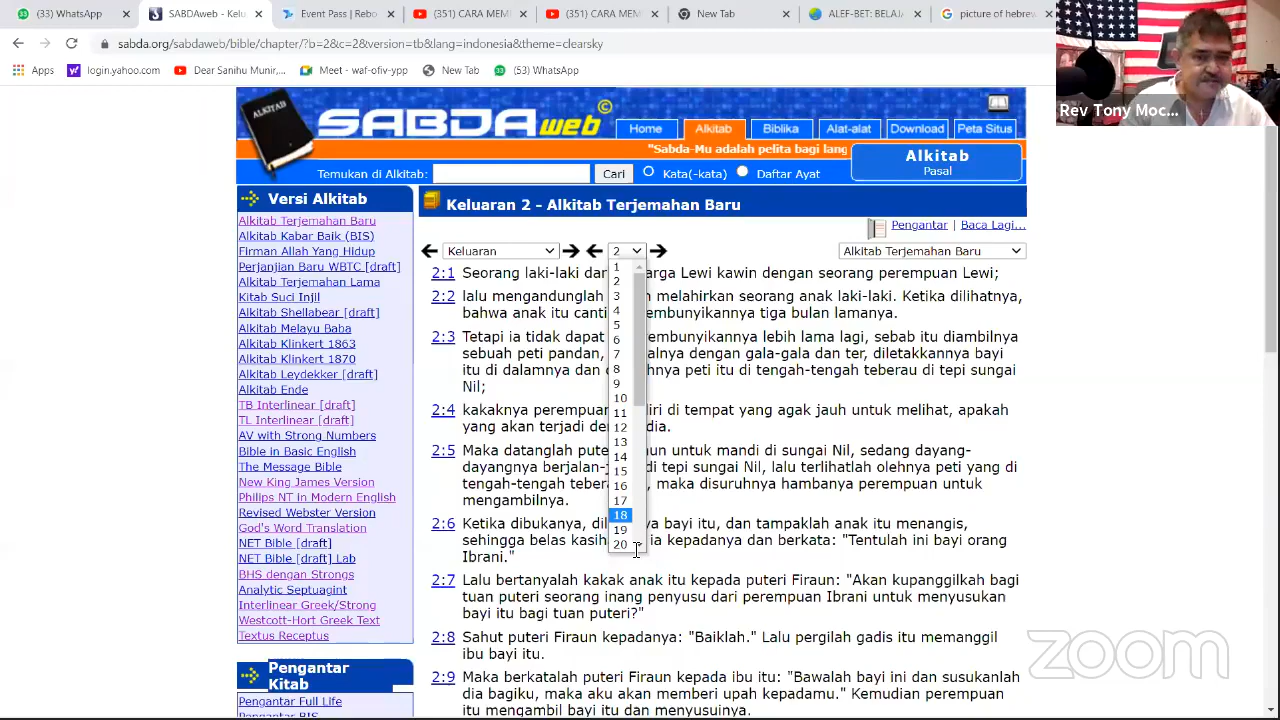 (53) WhatsApp
SABDAweb - Kelu
Event Pass | Rebo
(351) CARA MEM
(351) CARA MEM
New Tab
ALEF BET BELAJA
picture of hebrew
sabda.org/sabdaweb/bible/chapter/?b=2&c=2&version=tb&lang=indonesia&theme=clearsky
Rev Tony Moc...
Apps
login.yahoo.com
Dear Sanihu Munir,...
Meet - waf-ofiv-ypp
New Tab
(53) WhatsApp
ALKITAB
SABDAweb ©
Home
Alkitab
Biblika
Alat-alat
Download
Peta Situs
"Sabda-Mu adalah pelita bagi lang
Alkitab
Pasal
Temukan di Alkitab:
Cari
Kata(-kata)
Daftar Ayat
Versi Alkitab
Alkitab Terjemahan Baru
Alkitab Kabar Baik (BIS)
Firman Allah Yang Hidup
Perjanjian Baru WBTC [draft]
Alkitab Terjemahan Lama
Kitab Suci Injil
Alkitab Shellabear [draft]
Alkitab Melayu Baba
Alkitab Klinkert 1863
Alkitab Klinkert 1870
Alkitab Leydekker [draft]
Alkitab Ende
TB Interlinear [draft]
TL Interlinear [draft]
AV with Strong Numbers
Bible in Basic English
The Message Bible
New King James Version
Philips NT in Modern English
Revised Webster Version
God's Word Translation
NET Bible [draft]
NET Bible [draft] Lab
BHS dengan Strongs
Analytic Septuagint
Interlinear Greek/Strong
Westcott-Hort Greek Text
Textus Receptus
Pengantar
Kitab
Pengantar Full Life
Pengantar BIS
Keluaran 2 - Alkitab Terjemahan Baru
Pengantar
Baca Lagi...
Keluaran
2
Alkitab Terjemahan Baru
1
2
3
4
5
6
7
8
9
10
11
12
13
14
15
16
17
18
19
20
2:1 Seorang laki-laki dar arga Lewi kawin dengan seorang perempuan Lewi;
2:2 lalu mengandunglah melahirkan seorang anak laki-laki. Ketika dilihatnya,
bahwa anak itu canti embunyikannya tiga bulan lamanya.
2:3 Tetapi ia tidak dapat yembunyikannya lebih lama lagi, sebab itu diambilnya
sebuah peti pandan, alnya dengan gala-gala dan ter, diletakkannya bayi
itu di dalamnya dan hnya peti itu di tengah-tengah teberau di tepi sungai
Nil;
2:4 kakaknya perempuan iri di tempat yang agak jauh untuk melihat, apakah
yang akan terjadi den dia.
2:5 Maka datanglah pute aun untuk mandi di sungai Nil, sedang dayang-
dayangnya berjalan-j di tepi sungai Nil, lalu terlihatlah olehnya peti yang di
tengah-tengah tebera , maka disuruhnya hambanya perempuan untuk
mengambilnya.
2:6 Ketika dibukanya, dil ya bayi itu, dan tampaklah anak itu menangis,
sehingga belas kasih ia kepadanya dan berkata: "Tentulah ini bayi orang
Ibrani."
2:7 Lalu bertanyalah kakak anak itu kepada puteri Firaun: "Akan kupanggilkah bagi
tuan puteri seorang inang penyusu dari perempuan Ibrani untuk menyusukan
bayi itu bagi tuan puteri?"
2:8 Sahut puteri Firaun kepadanya: "Baiklah." Lalu pergilah gadis itu memanggil
ibu bayi itu.
2:9 Maka berkatalah puteri Firaun kepada ibu itu: "Bawalah bayi ini dan susukanlah
dia bagiku, maka aku akan memberi upah kepadamu." Kemudian perempuan
itu mengambil bayi itu dan menyusuinya.
zoom